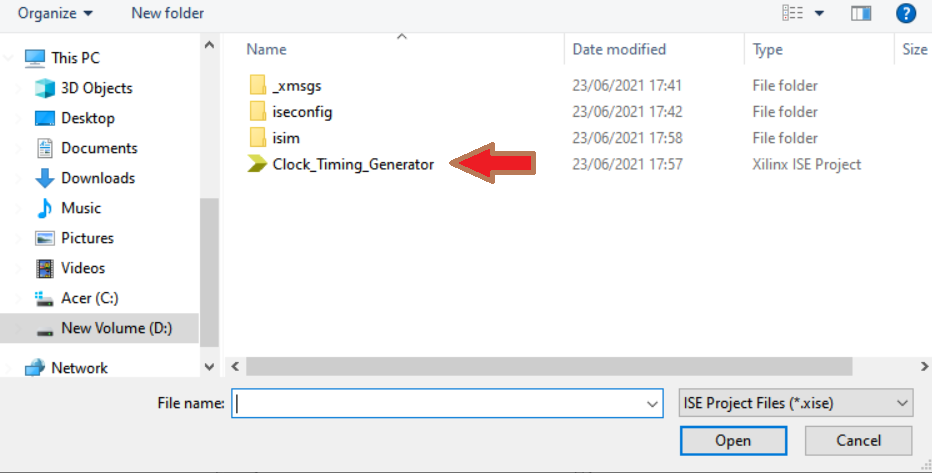 Organize New folder ?
Name Date modified Type Size
This PC
3D Objects
Desktop
Documents
Downloads
Music
Pictures
Videos
Acer (C:)
New Volume (D:)
Network
_xmsgs 23/06/2021 17:41 File folder
iseconfig 23/06/2021 17:42 File folder
isim 23/06/2021 17:58 File folder
Clock_Timing_Generator 23/06/2021 17:57 Xilinx ISE Project
File name: ISE Project Files (*.xise)
Open Cancel